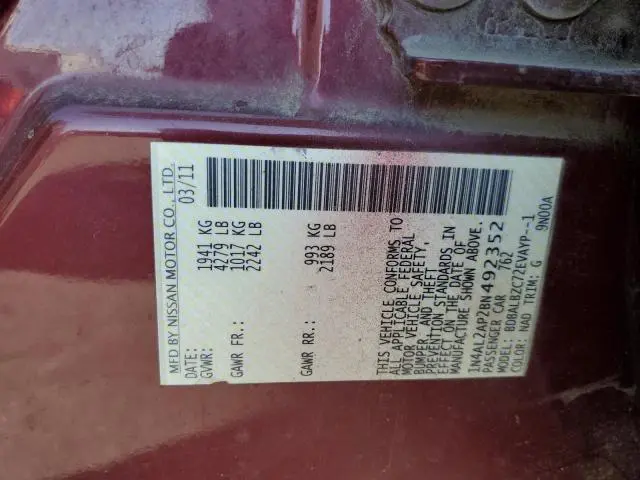 MFD BY NISSAN MOTOR CO., LTD.
DATE: 03/11
GVWR: 1941 KG
4279 LB
GAWR FR.: 1017 KG
2242 LB
GAWR RR.: 993 KG
2189 LB
THIS VEHICLE CONFORMS TO
ALL APPLICABLE FEDERAL
MOTOR VEHICLE SAFETY,
BUMPER, AND THEFT
PREVENTION STANDARDS IN
EFFECT ON THE DATE OF
MANUFACTURE SHOWN ABOVE.
1N4AL2AP2BN492352
PASSENGER CAR 762
MODEL: BDBALBZC72EVAYP--1
COLOR: NAD TRIM: G 9N00A